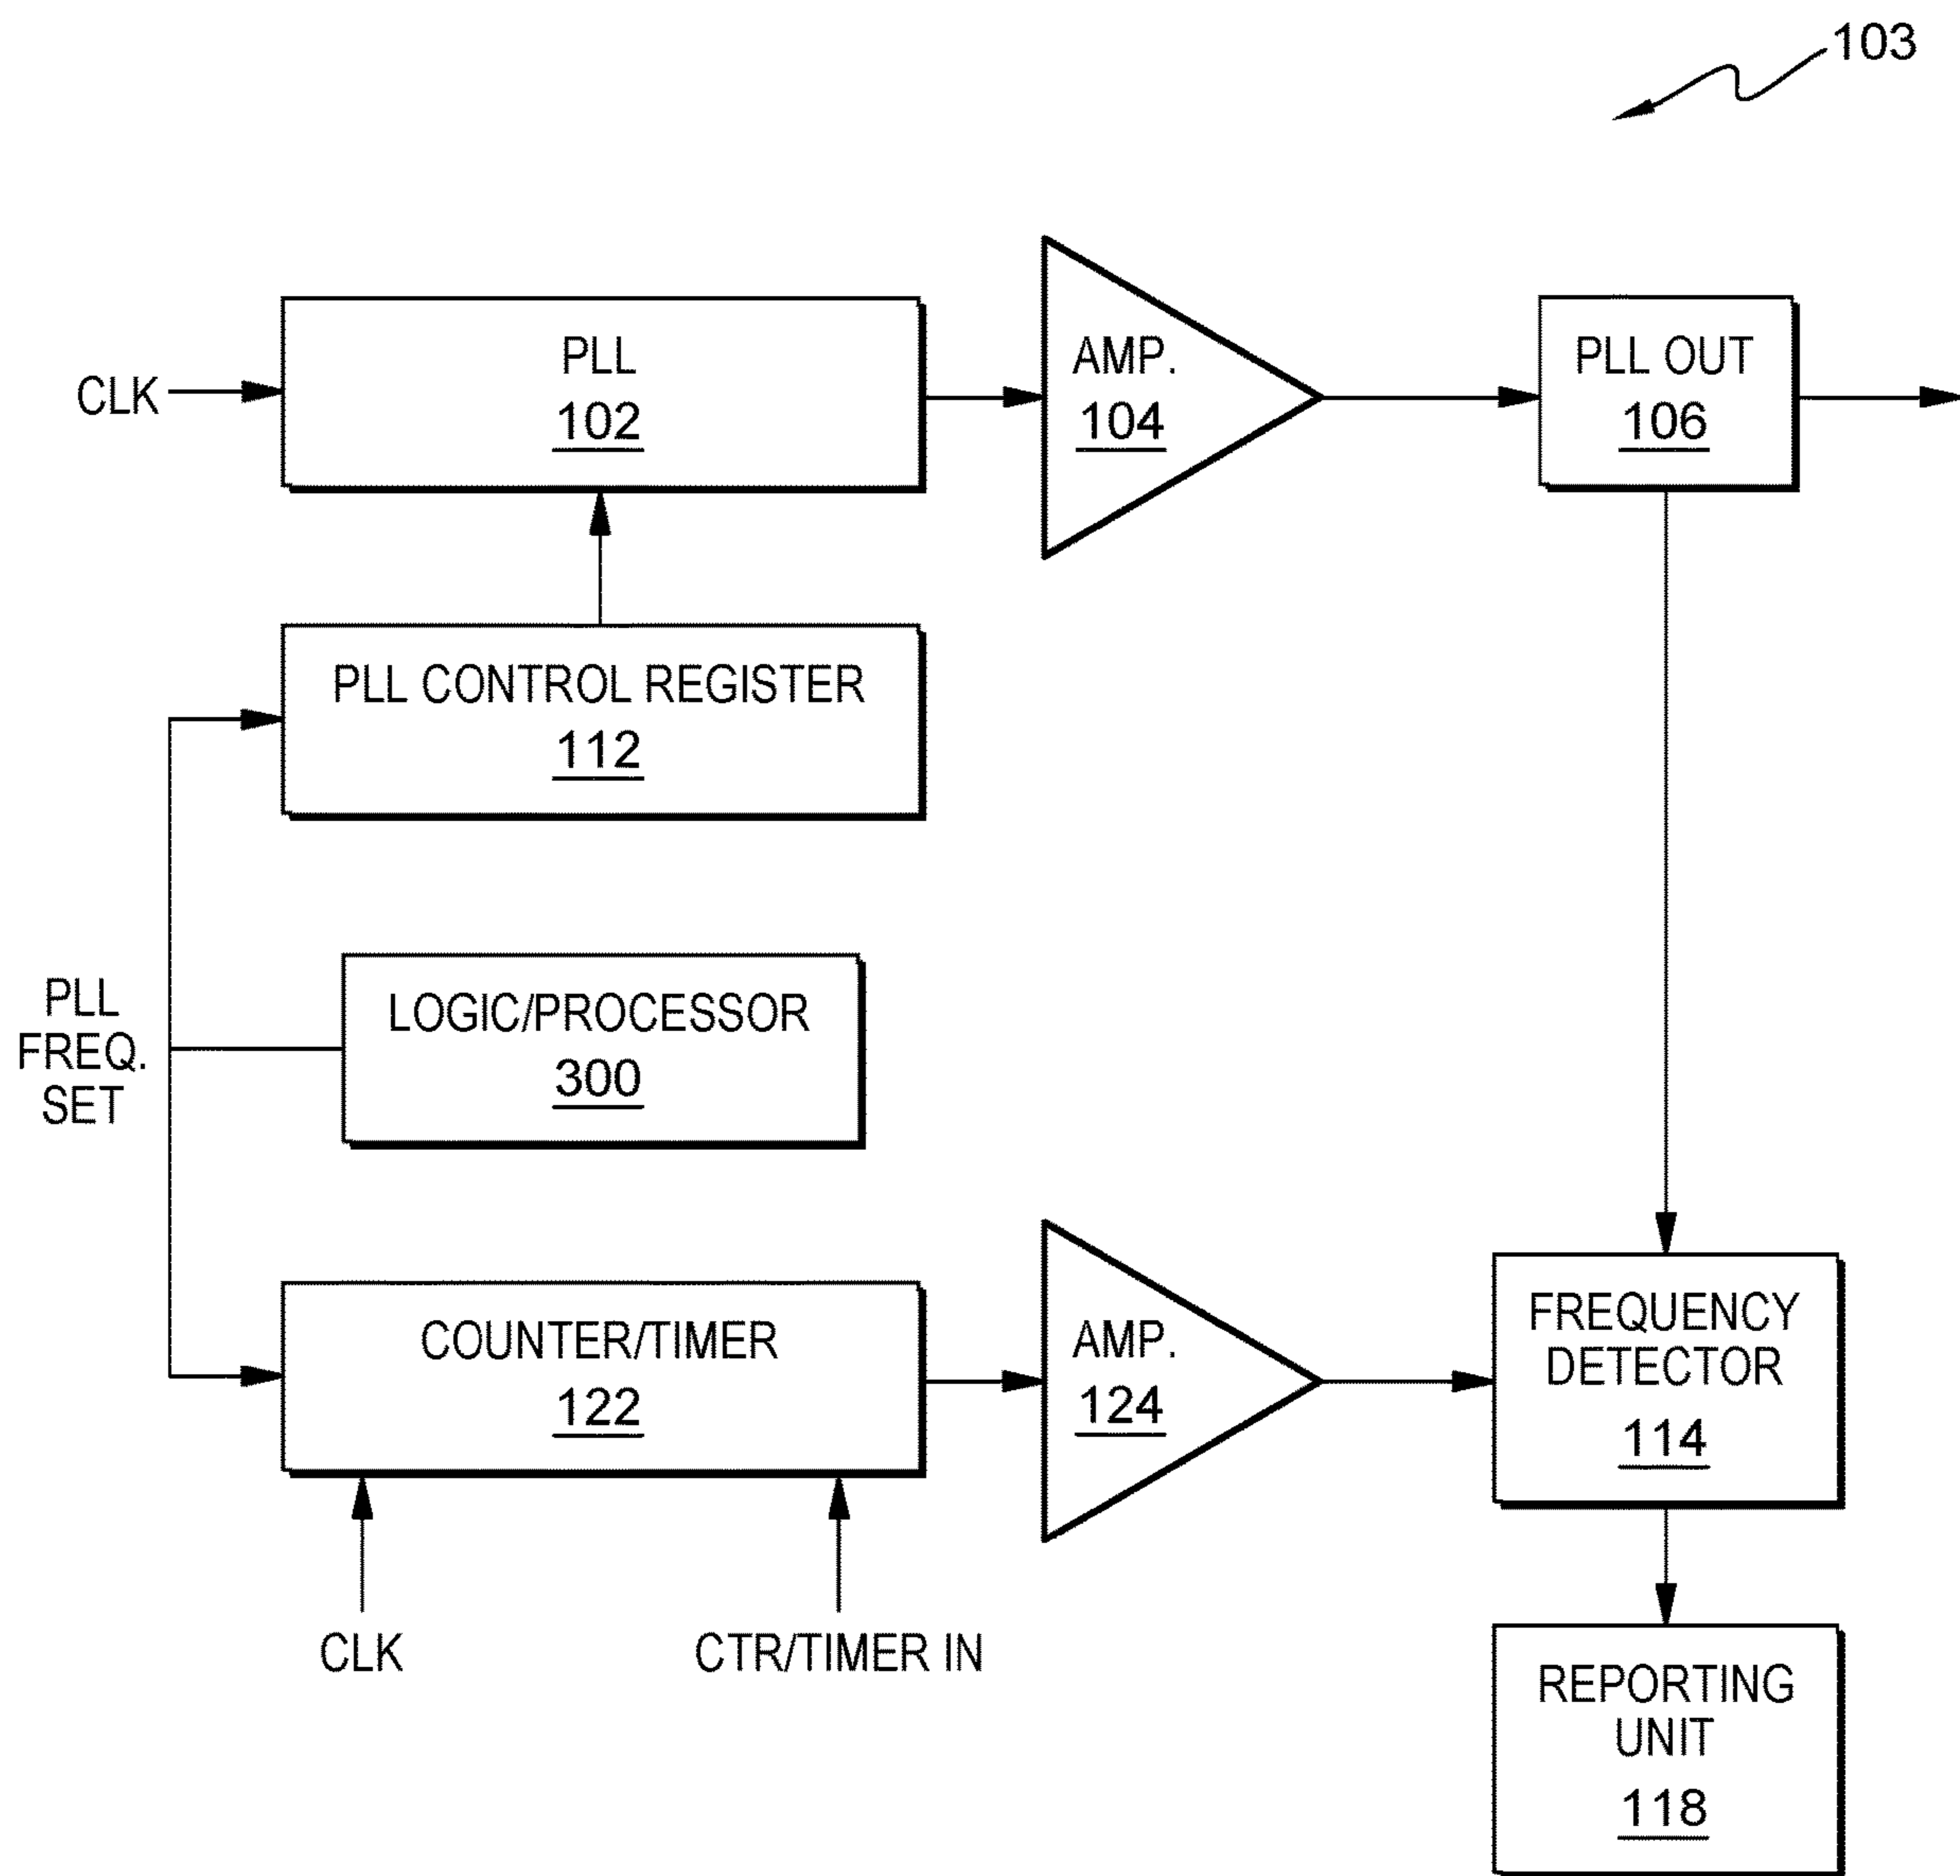 103
PLL
102
AMP.
104
PLL OUT
106
CLK
PLL CONTROL REGISTER
112
PLL
FREQ.
SET
LOGIC/PROCESSOR
300
COUNTER/TIMER
122
AMP.
124
FREQUENCY
DETECTOR
114
CLK
CTR/TIMER IN
REPORTING
UNIT
118